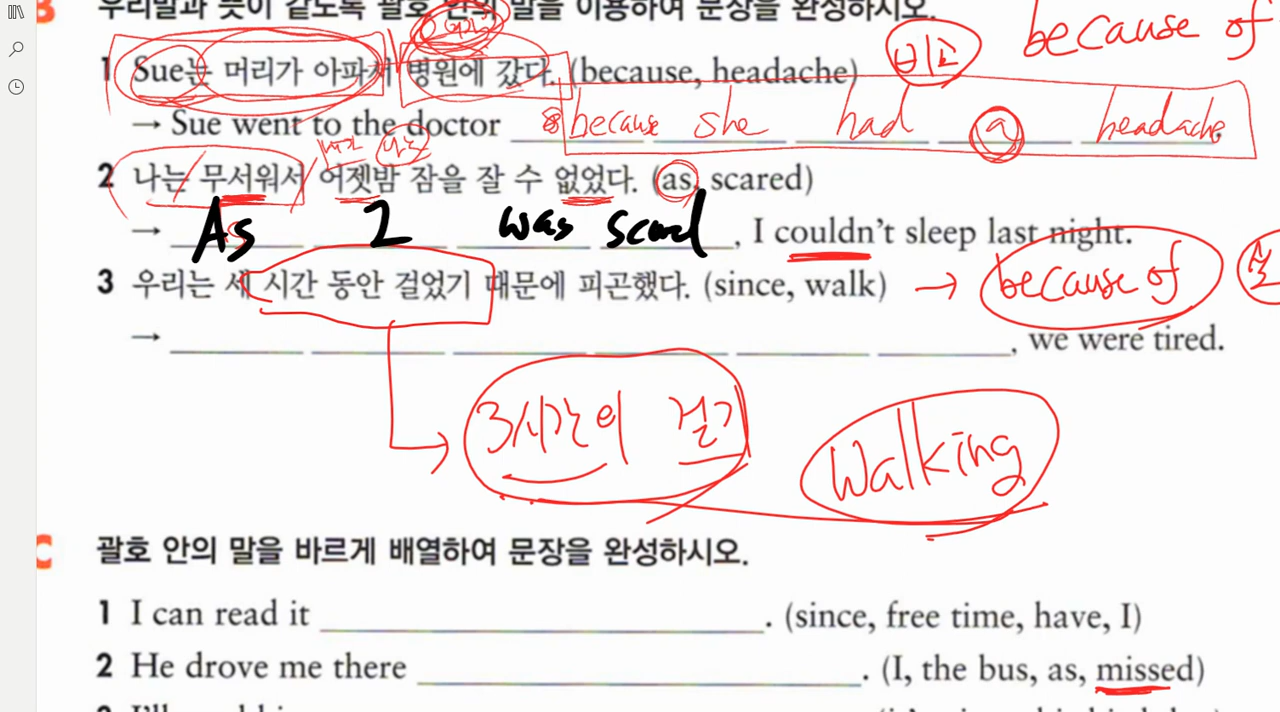 B 우리말과 뜻이 같도록 괄호 안의 말을 이용하여 문장을 완성하시오.
because of
1 Sue는 머리가 아파서 병원에 갔다. (because, headache)
→ Sue went to the doctor because she had a headache
2 나는 무서워서 어젯밤 잠을 잘 수 없었다. (as, scared)
→ As I was scard, I couldn't sleep last night.
3 우리는 세 시간 동안 걸었기 때문에 피곤했다. (since, walk) → because of
→ , we were tired.
3시간의 걷기 Walking
C 괄호 안의 말을 바르게 배열하여 문장을 완성하시오.
1 I can read it . (since, free time, have, I)
2 He drove me there . (I, the bus, as, missed)